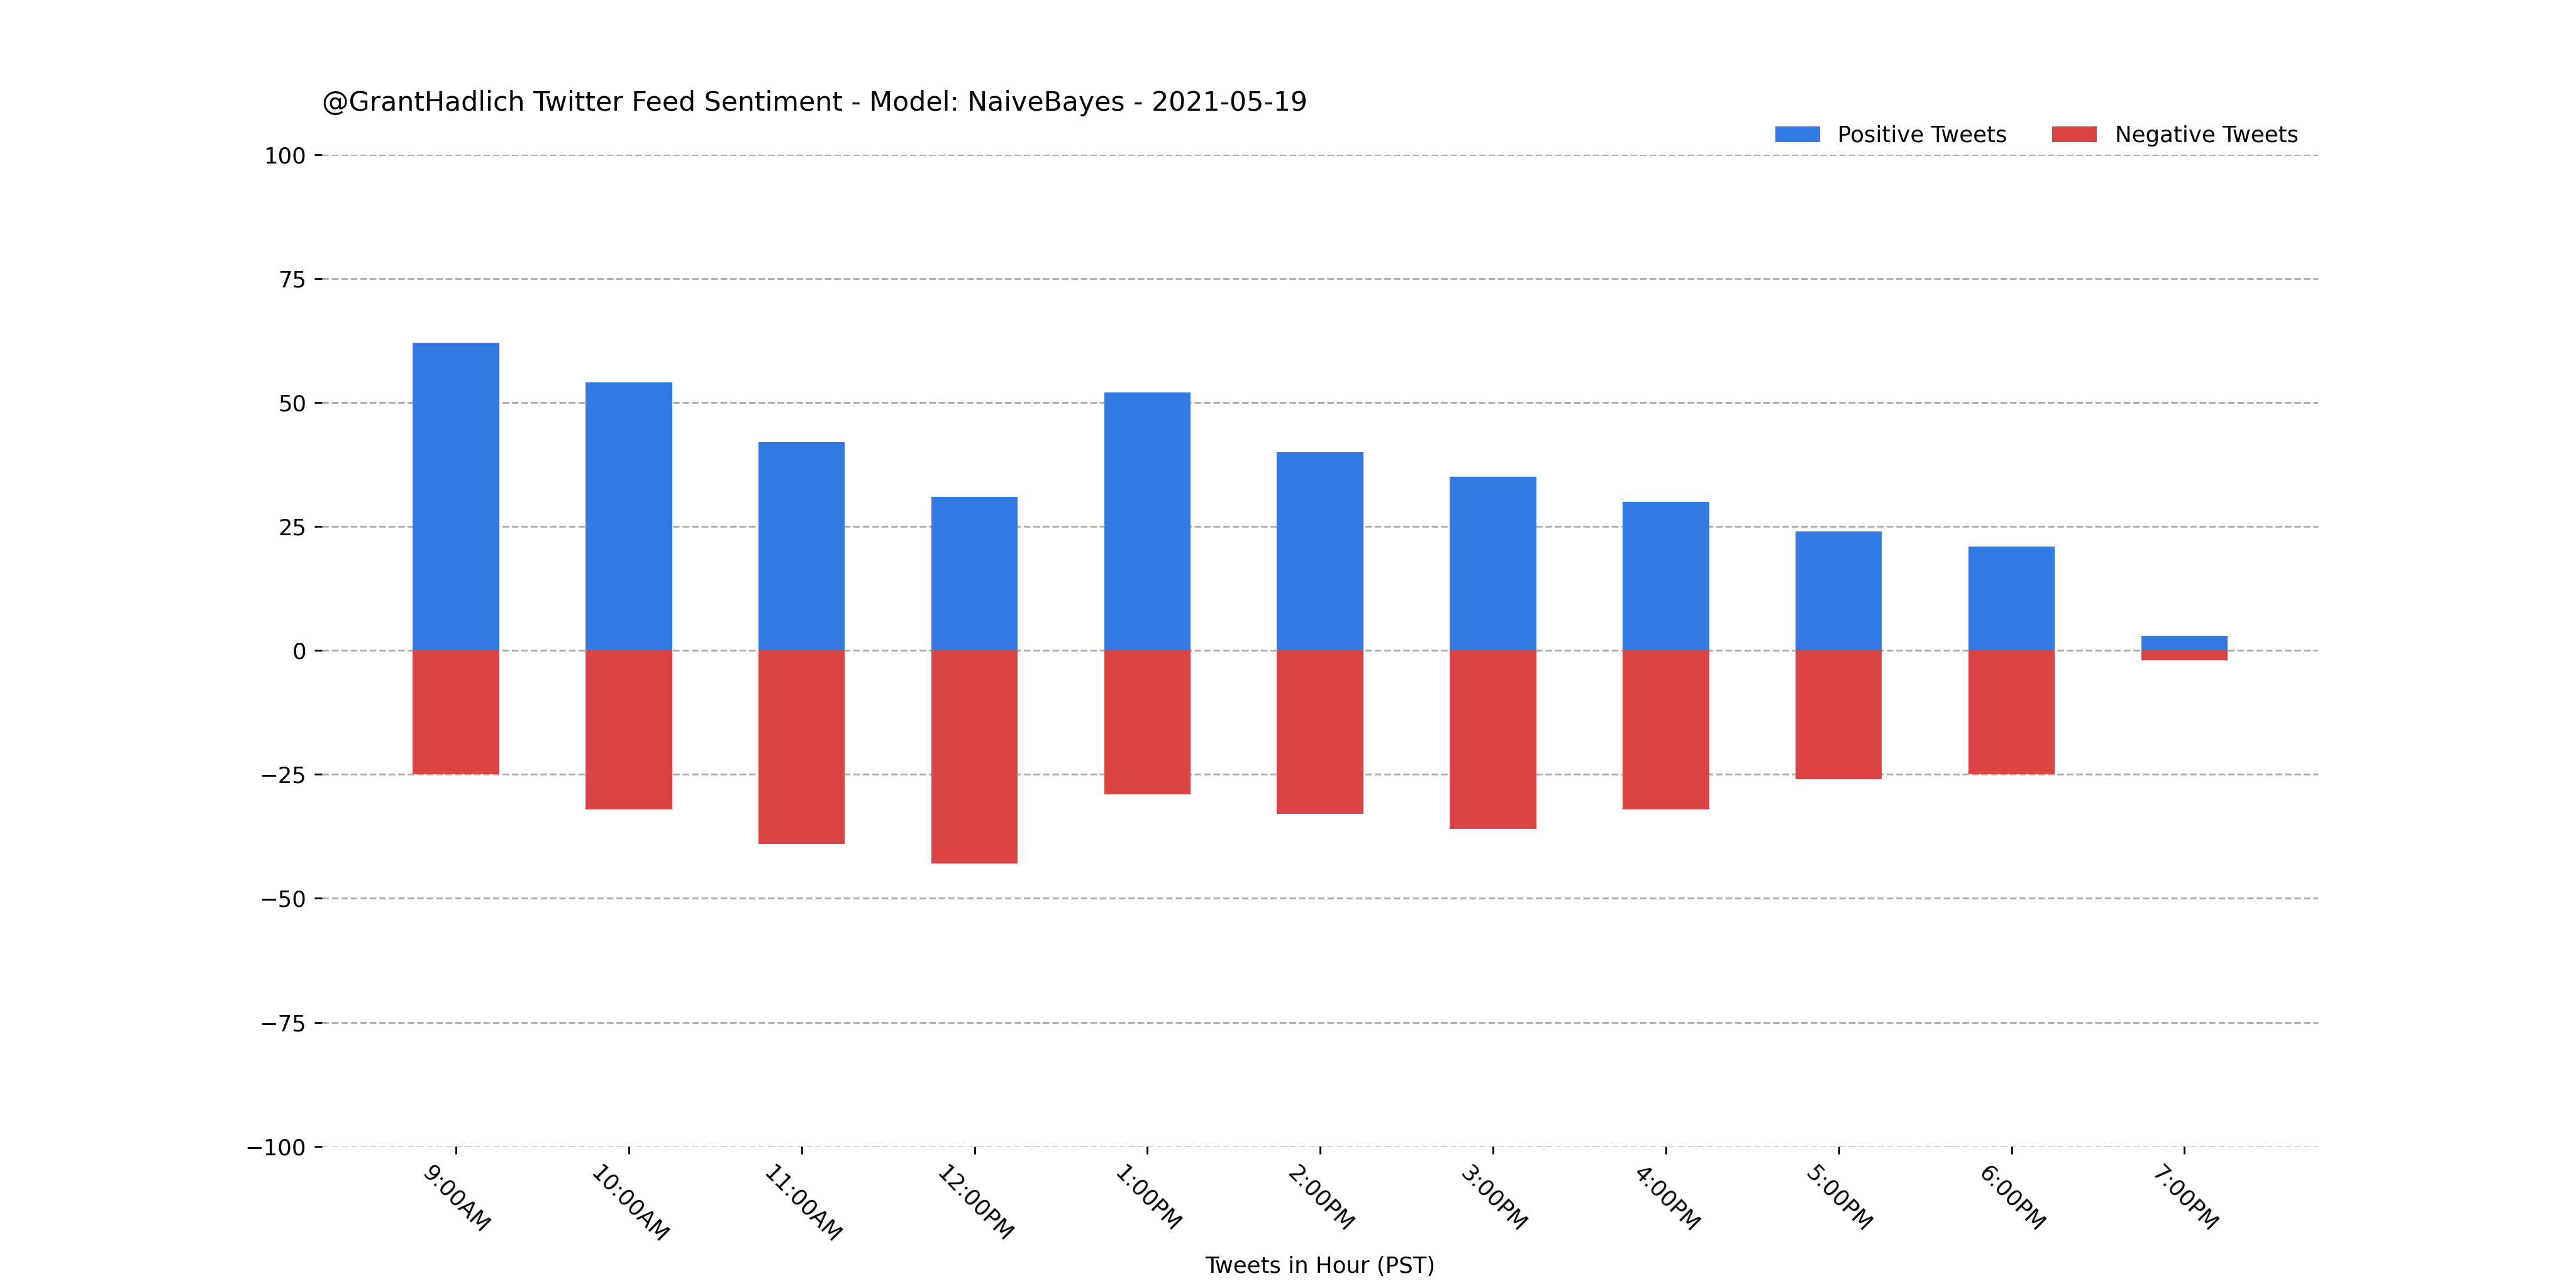 @GrantHadlich Twitter Feed Sentiment - Model: NaiveBayes - 2021-05-19
Positive Tweets
Negative Tweets
100
75
50
25
0
−25
−50
−75
−100
9:00AM
10:00AM
11:00AM
12:00PM
1:00PM
2:00PM
3:00PM
4:00PM
5:00PM
6:00PM
7:00PM
Tweets in Hour (PST)